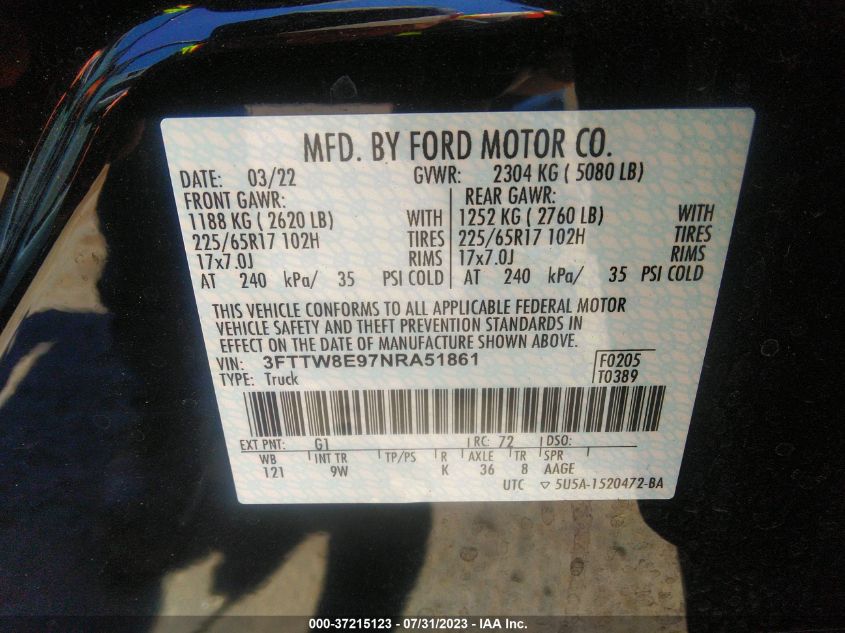 MFD. BY FORD MOTOR CO.
DATE: 03/22 GVWR: 2304 KG ( 5080 LB)
FRONT GAWR: REAR GAWR:
1188 KG ( 2620 LB) WITH 1252 KG ( 2760 LB) WITH
225/65R17 102H TIRES 225/65R17 102H TIRES
17x7.0J RIMS 17x7.0J RIMS
AT 240 kPa/ 35 PSI COLD AT 240 kPa/ 35 PSI COLD
THIS VEHICLE CONFORMS TO ALL APPLICABLE FEDERAL MOTOR
VEHICLE SAFETY AND THEFT PREVENTION STANDARDS IN
EFFECT ON THE DATE OF MANUFACTURE SHOWN ABOVE.
VIN: 3FTTW8E97NRA51861 F0205
TYPE: Truck T0389
EXT PNT: G1 RC: 72 DSO:
WB INT TR TP/PS R AXLE TR SPR
121 9W K 36 8 AAGE
UTC ▽ 5U5A-1520472-BA
000-37215123 - 07/31/2023 - IAA Inc.